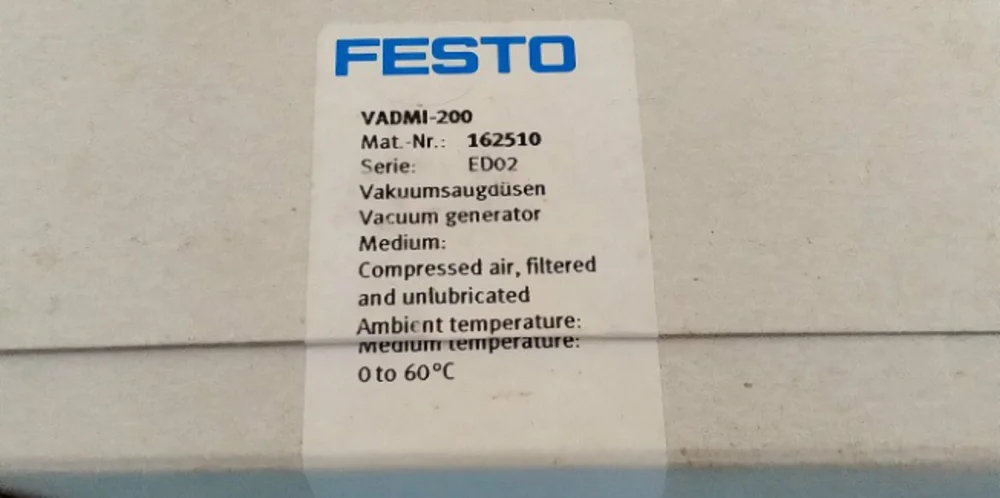 FESTO
VADMI-200
Mat.-Nr.: 162510
Serie: ED02
Vakuumsaugdüsen
Vacuum generator
Medium:
Compressed air, filtered
and unlubricated
Ambient temperature:
Medium temperature:
0 to 60°C